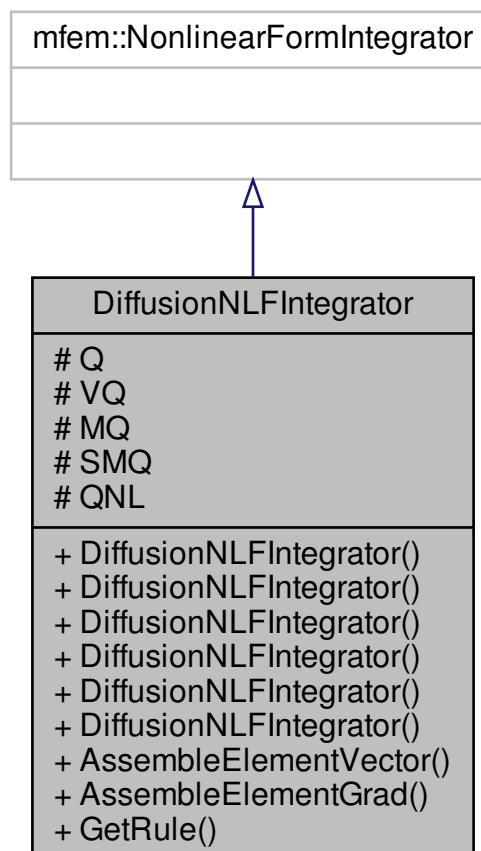 mfem::NonlinearFormIntegrator
DiffusionNLFIntegrator
# Q
# VQ
# MQ
# SMQ
# QNL
+ DiffusionNLFIntegrator()
+ DiffusionNLFIntegrator()
+ DiffusionNLFIntegrator()
+ DiffusionNLFIntegrator()
+ DiffusionNLFIntegrator()
+ DiffusionNLFIntegrator()
+ AssembleElementVector()
+ AssembleElementGrad()
+ GetRule()